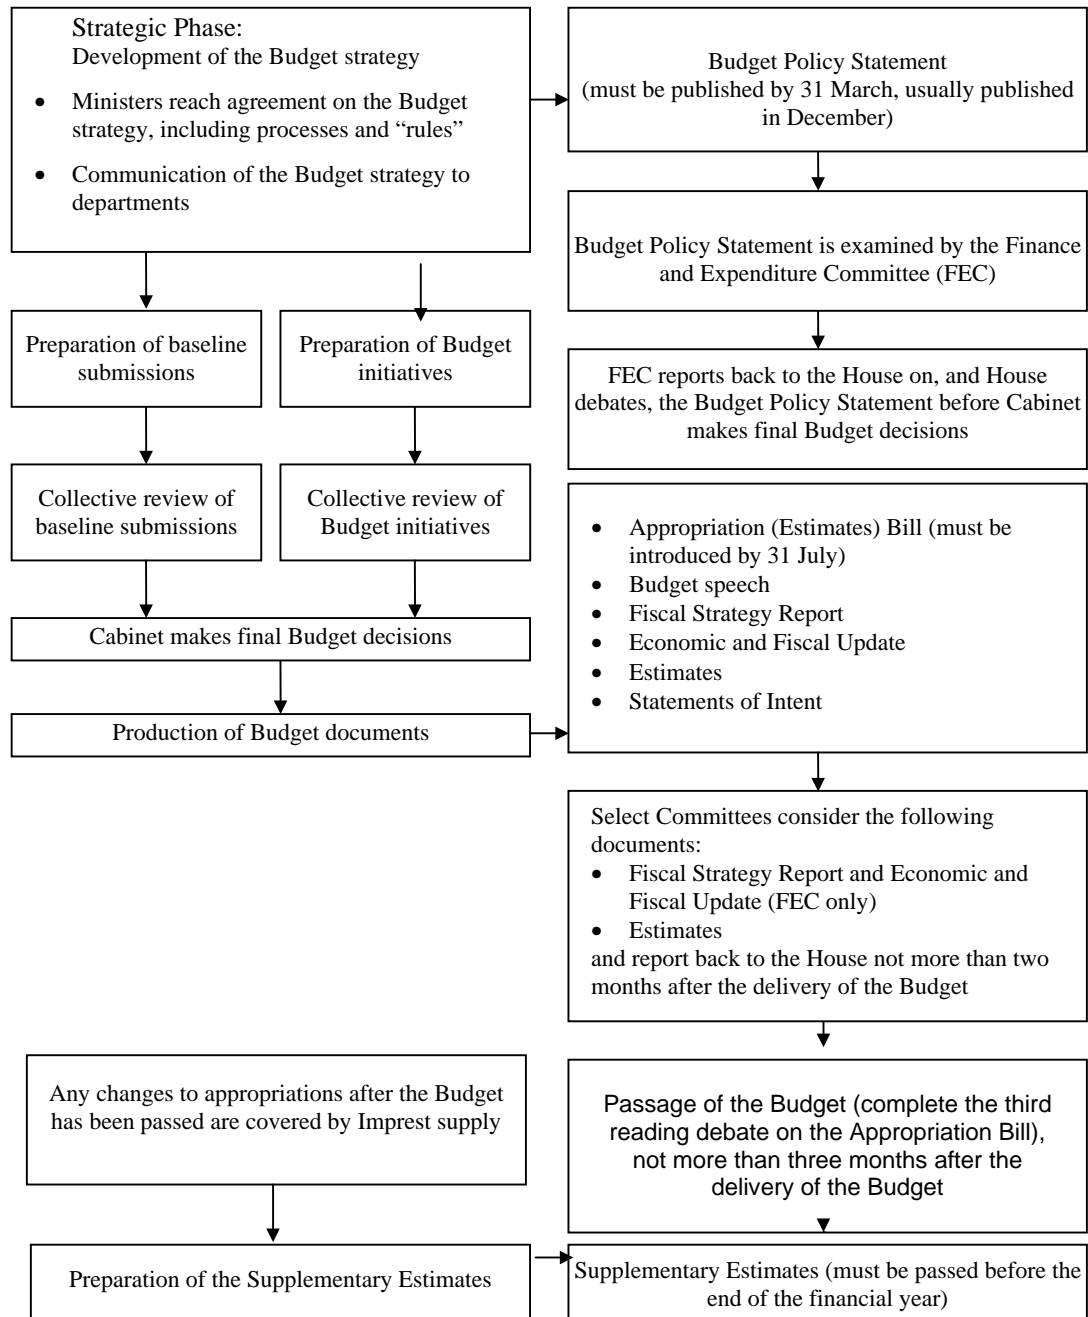 Strategic Phase:
Development of the Budget strategy
• Ministers reach agreement on the Budget
strategy, including processes and “rules”
• Communication of the Budget strategy to
departments
Budget Policy Statement
(must be published by 31 March, usually published
in December)
Budget Policy Statement is examined by the Finance
and Expenditure Committee (FEC)
Preparation of baseline
submissions
Preparation of Budget
initiatives
FEC reports back to the House on, and House
debates, the Budget Policy Statement before Cabinet
makes final Budget decisions
Collective review of
baseline submissions
Collective review of
Budget initiatives
Cabinet makes final Budget decisions
Production of Budget documents
• Appropriation (Estimates) Bill (must be
introduced by 31 July)
• Budget speech
• Fiscal Strategy Report
• Economic and Fiscal Update
• Estimates
• Statements of Intent
Select Committees consider the following
documents:
• Fiscal Strategy Report and Economic and
Fiscal Update (FEC only)
• Estimates
and report back to the House not more than two
months after the delivery of the Budget
Any changes to appropriations after the Budget
has been passed are covered by Imprest supply
Passage of the Budget (complete the third
reading debate on the Appropriation Bill),
not more than three months after the
delivery of the Budget
Preparation of the Supplementary Estimates
Supplementary Estimates (must be passed before the
end of the financial year)